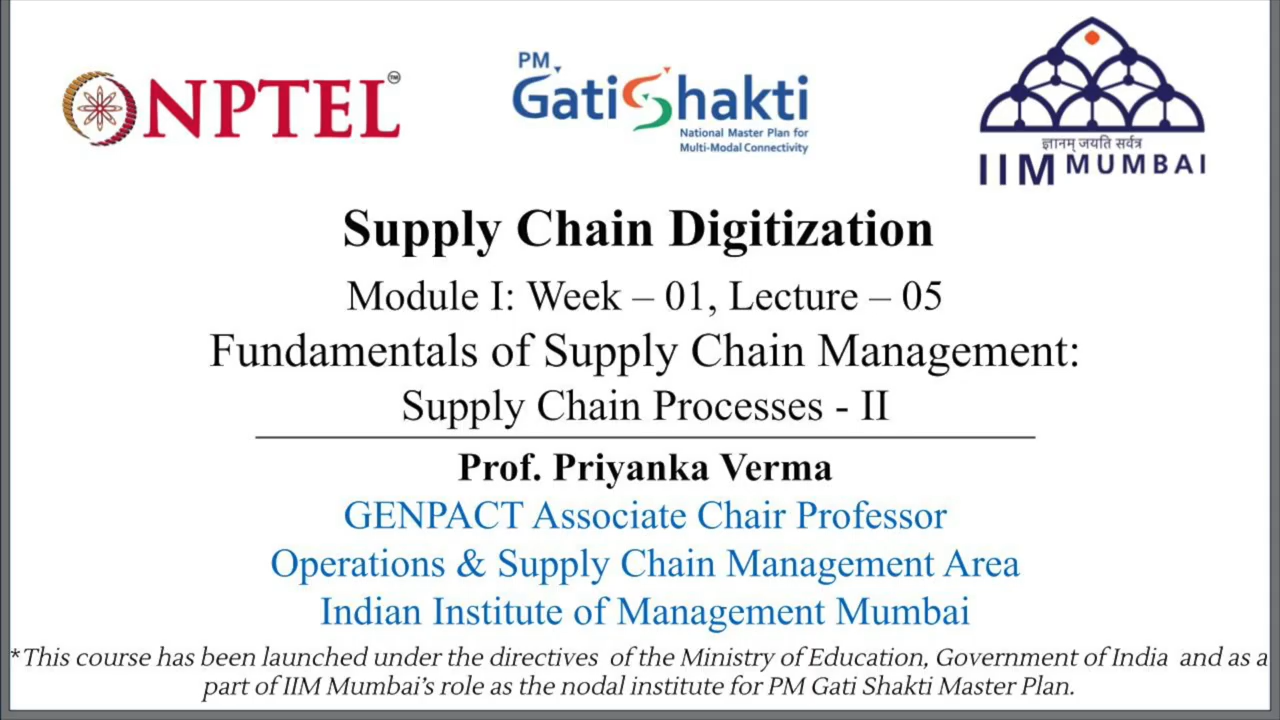 NPTEL™
PM
GatiShakti
National Master Plan for
Multi-Modal Connectivity
ज्ञानम् जयति सर्वत्र
IIM MUMBAI
Supply Chain Digitization
Module I: Week – 01, Lecture – 05
Fundamentals of Supply Chain Management:
Supply Chain Processes - II
Prof. Priyanka Verma
GENPACT Associate Chair Professor
Operations & Supply Chain Management Area
Indian Institute of Management Mumbai
*This course has been launched under the directives of the Ministry of Education, Government of India and as a
part of IIM Mumbai’s role as the nodal institute for PM Gati Shakti Master Plan.